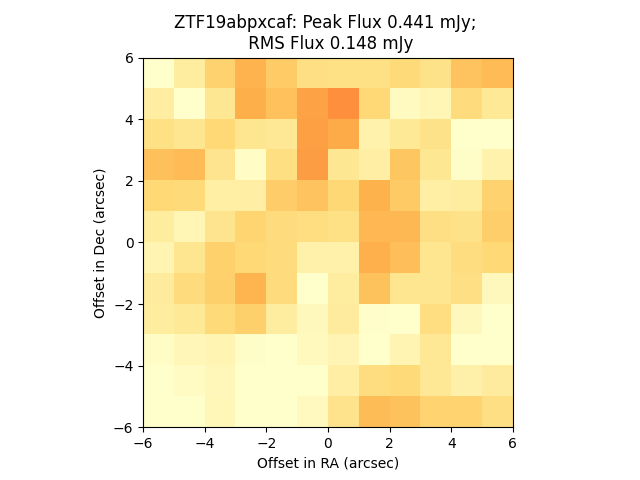 ZTF19abpxcaf: Peak Flux 0.441 mJy;
RMS Flux 0.148 mJy
6
4
2
0
−2
−4
−6
Offset in Dec (arcsec)
−6 −4 −2 0 2 4 6
Offset in RA (arcsec)